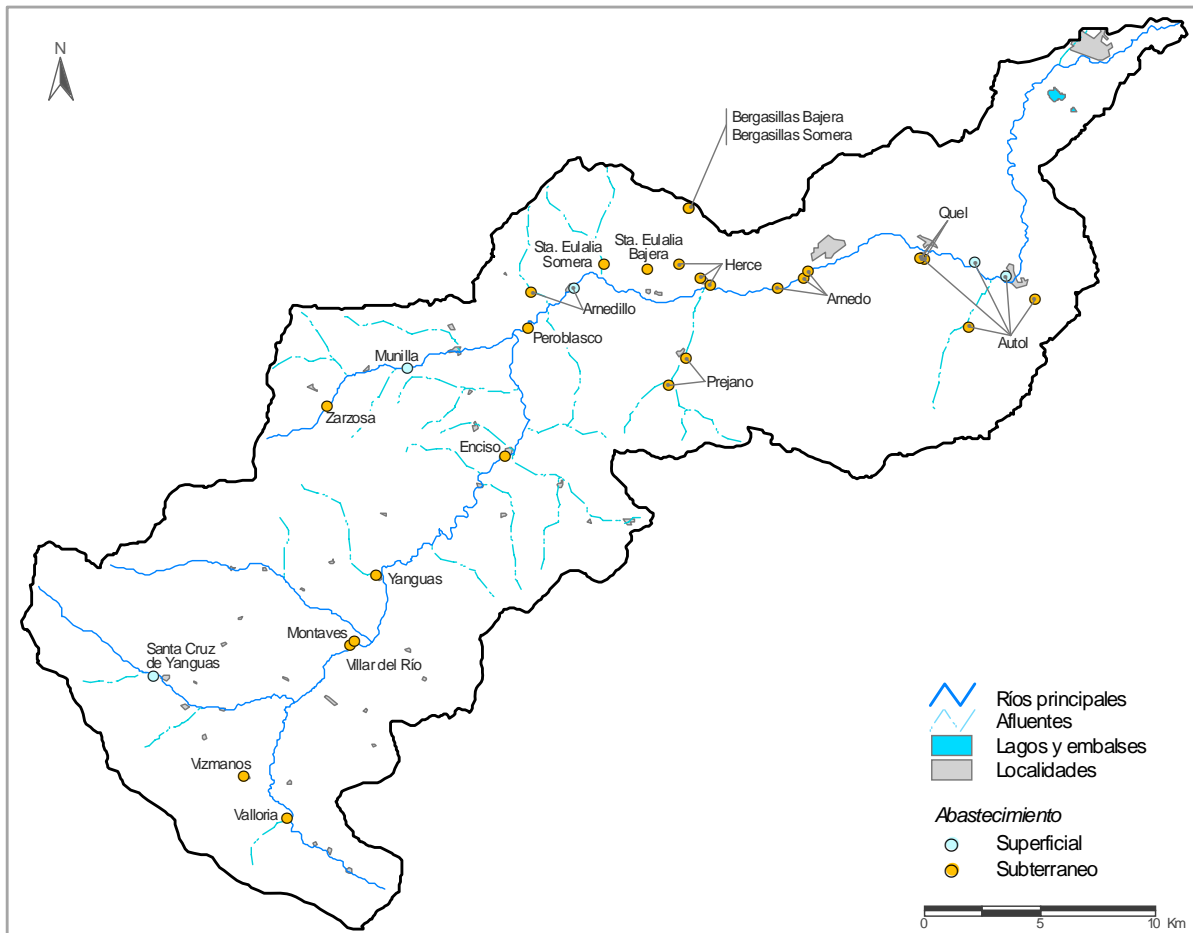 N
Bergasillas Bajera
Bergasillas Somera
Quel
Sta. Eulalia
Somera
Sta. Eulalia
Bajera
Herce
Arnedillo
Arnedo
Peroblasco
Autol
Munilla
Prejano
Zarzosa
Enciso
Yanguas
Montaves
Villar del Río
Santa Cruz
de Yanguas
Vizmanos
Valloria
Ríos principales
Afluentes
Lagos y embalses
Localidades
Abastecimiento
Superficial
Subterraneo
0 5 10 Km